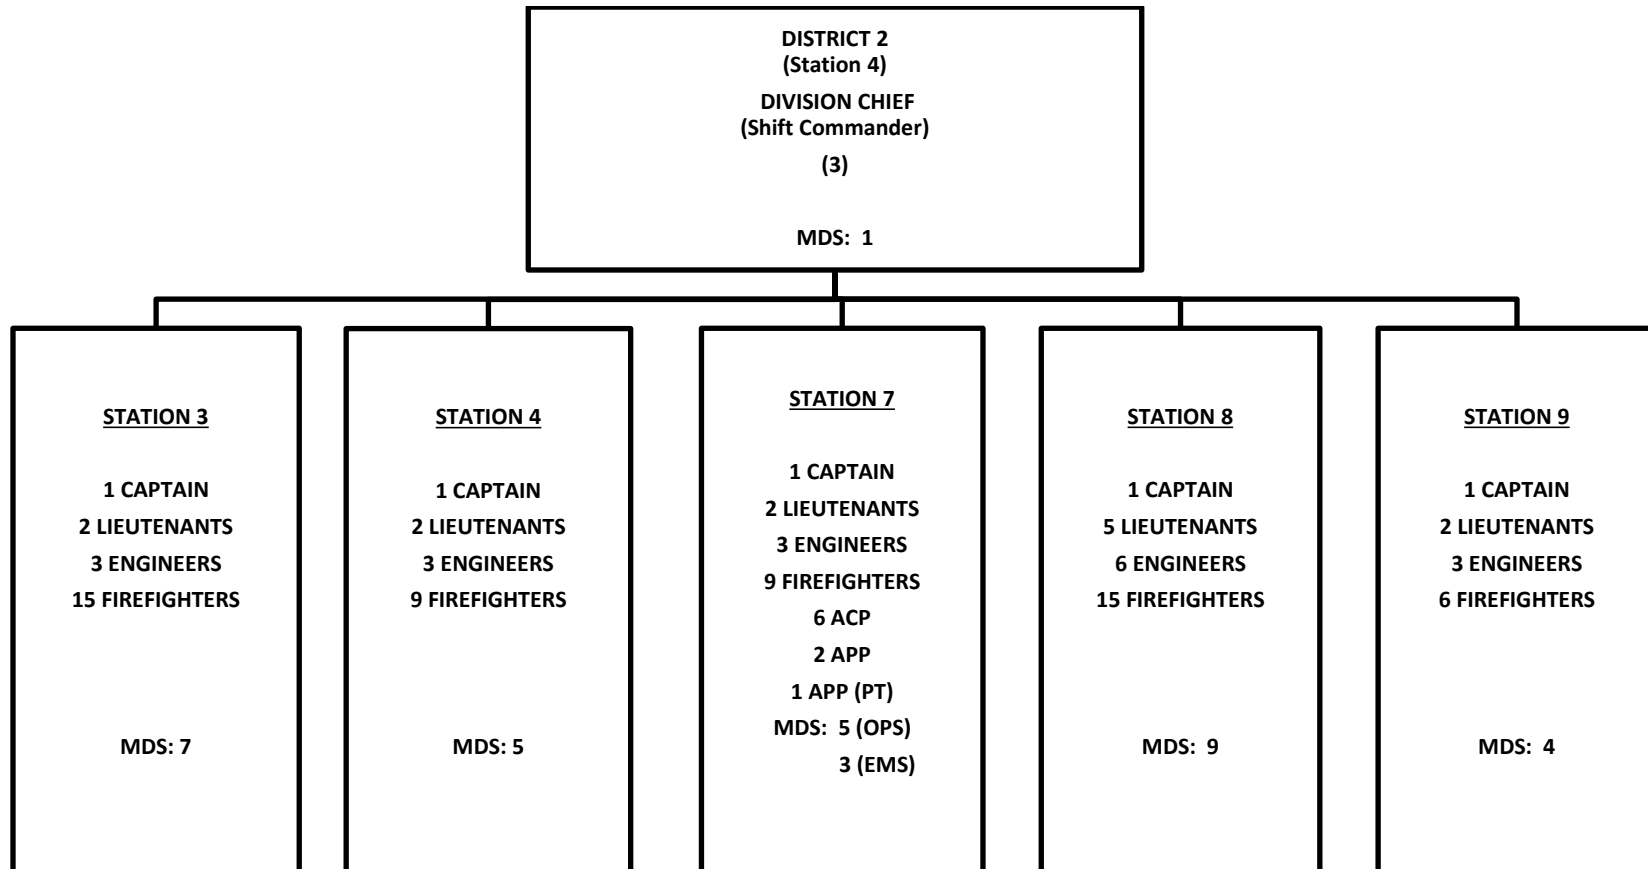 DISTRICT 2
(Station 4)
DIVISION CHIEF
(Shift Commander)
(3)
MDS: 1
STATION 3
1 CAPTAIN
2 LIEUTENANTS
3 ENGINEERS
15 FIREFIGHTERS
MDS: 7
STATION 4
1 CAPTAIN
2 LIEUTENANTS
3 ENGINEERS
9 FIREFIGHTERS
MDS: 5
STATION 7
1 CAPTAIN
2 LIEUTENANTS
3 ENGINEERS
9 FIREFIGHTERS
6 ACP
2 APP
1 APP (PT)
MDS: 5 (OPS)
3 (EMS)
STATION 8
1 CAPTAIN
5 LIEUTENANTS
6 ENGINEERS
15 FIREFIGHTERS
MDS: 9
STATION 9
1 CAPTAIN
2 LIEUTENANTS
3 ENGINEERS
6 FIREFIGHTERS
MDS: 4